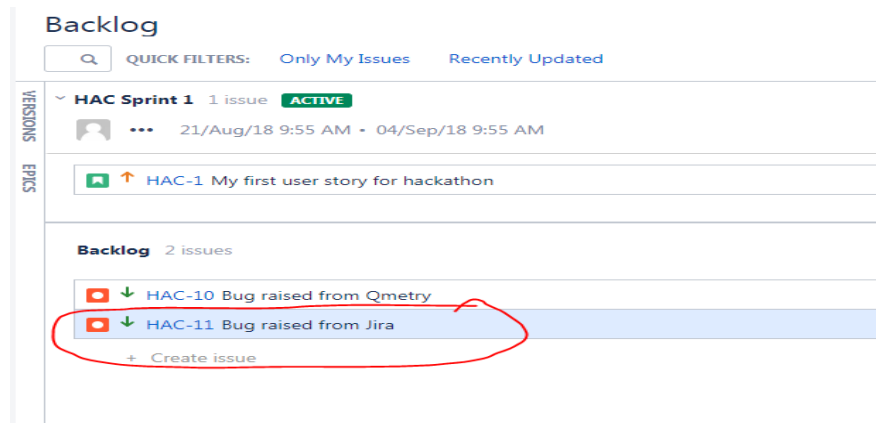 Backlog
QUICK FILTERS: Only My Issues Recently Updated
VERSIONS
HAC Sprint 1 1 issue ACTIVE
••• 21/Aug/18 9:55 AM • 04/Sep/18 9:55 AM
EPICS
HAC-1 My first user story for hackathon
Backlog 2 issues
HAC-10 Bug raised from Qmetry
HAC-11 Bug raised from Jira
+ Create issue